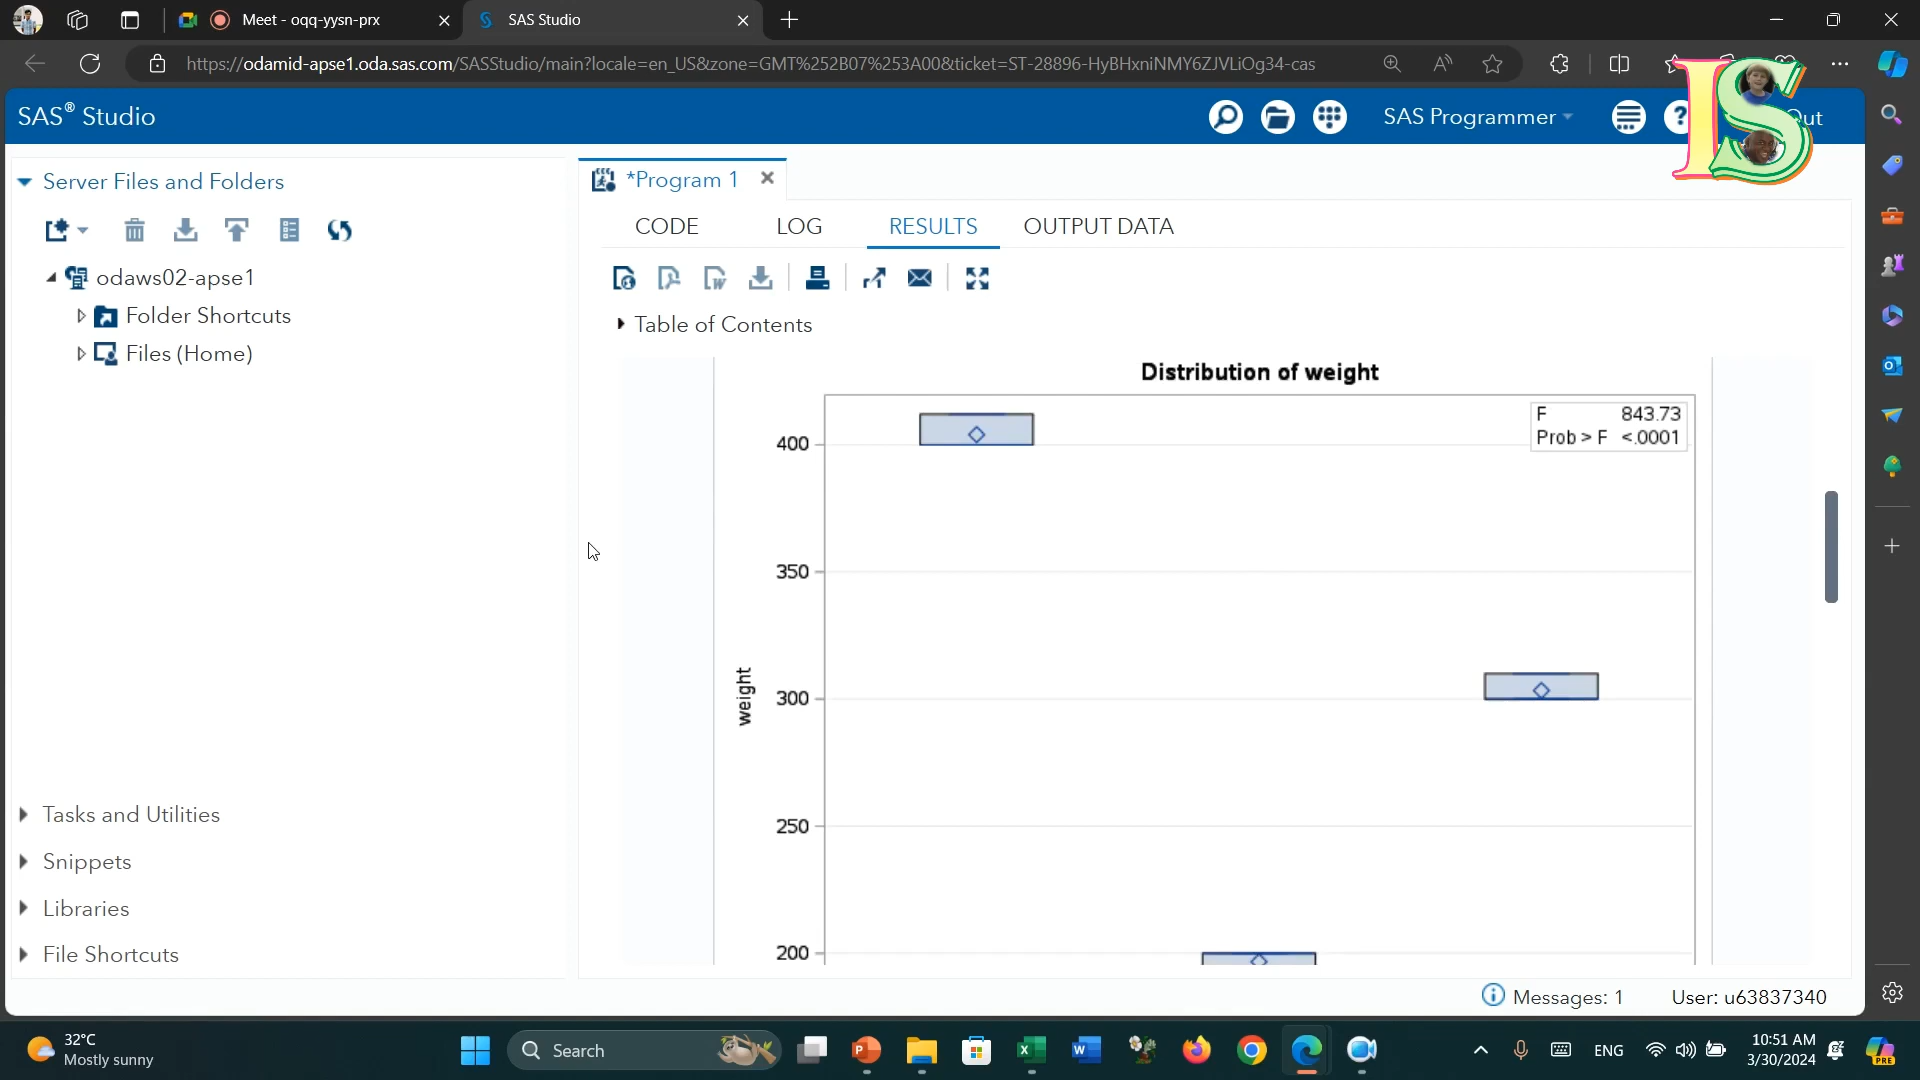 Meet - oqq-yysn-prx
SAS Studio
https://odamid-apse1.oda.sas.com/SASStudio/main?locale=en_US&zone=GMT%252B07%253A00&ticket=ST-28896-HyBHxniNMY6ZJVLiOg34-cas
SAS® Studio
SAS Programmer
Out
IS
Server Files and Folders
*Program 1
CODE
LOG
RESULTS
OUTPUT DATA
odaws02-apse1
Folder Shortcuts
Files (Home)
Table of Contents
Distribution of weight
F 843.73
Prob > F <.0001
400
350
300
250
200
weight
Tasks and Utilities
Snippets
Libraries
File Shortcuts
Messages: 1
User: u63837340
32°C
Mostly sunny
Search
ENG
10:51 AM
3/30/2024
PRE